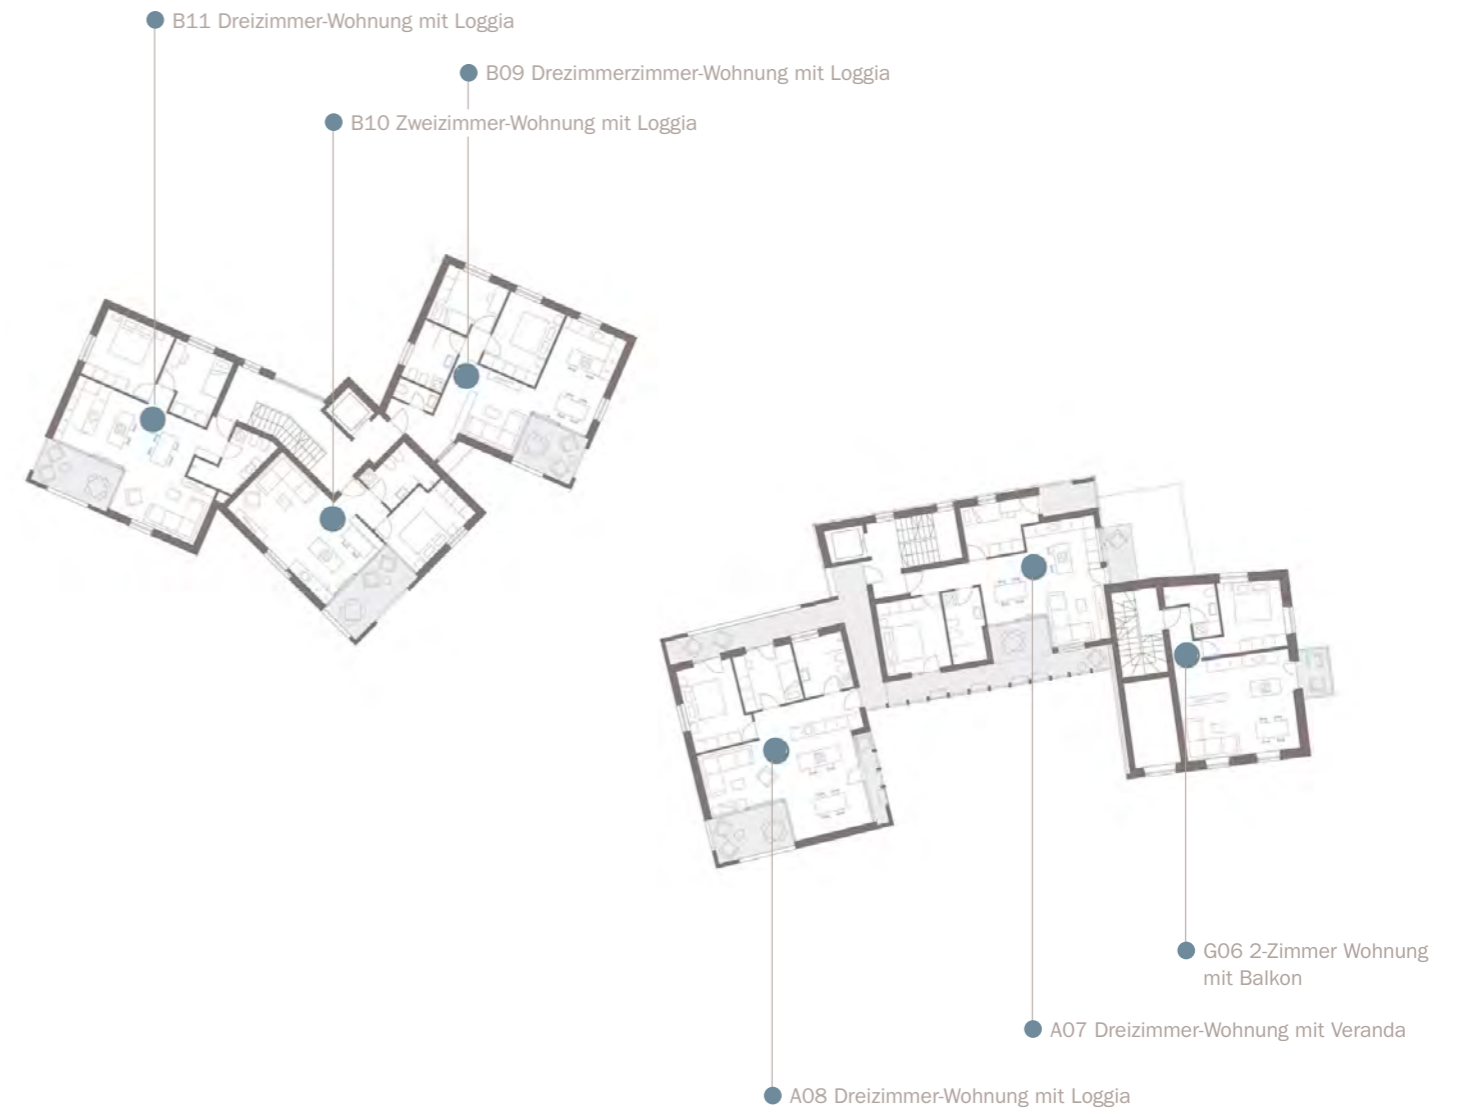 B11 Dreizimmer-Wohnung mit Loggia
B09 Drezimmerzimmer-Wohnung mit Loggia
B10 Zweizimmer-Wohnung mit Loggia
G06 2-Zimmer Wohnung
mit Balkon
A07 Dreizimmer-Wohnung mit Veranda
A08 Dreizimmer-Wohnung mit Loggia